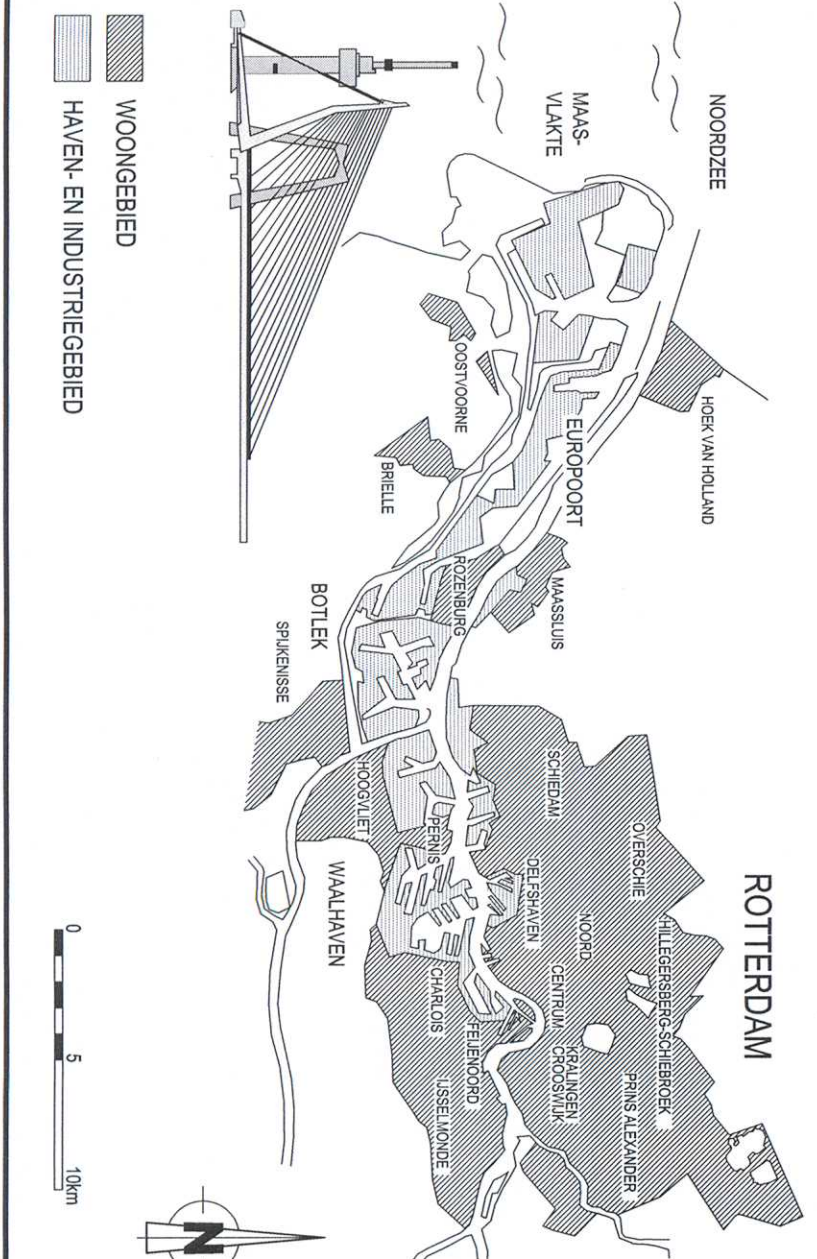 ROTTERDAM
NOORDZEE
MAAS-
VLAKTE
HOEK VAN HOLLAND
EUROPOORT
OOSTVOORNE
BRIELLE
MAASSLUIS
ROZENBURG
BOTLEK
SPIJKENISSE
HOOGVLIET
PERNIS
WAALHAVEN
SCHIEDAM
OVERSCHIE
DELFSHAVEN
NOORD
HILLEGERSBERG-SCHIEBROEK
CENTRUM
KRALINGEN
CROOSWIJK
PRINS ALEXANDER
CHARLOIS
FEIJENOORD
IJSSELMONDE
WOONGEBIED
HAVEN- EN INDUSTRIEGEBIED
0 5 10km
N